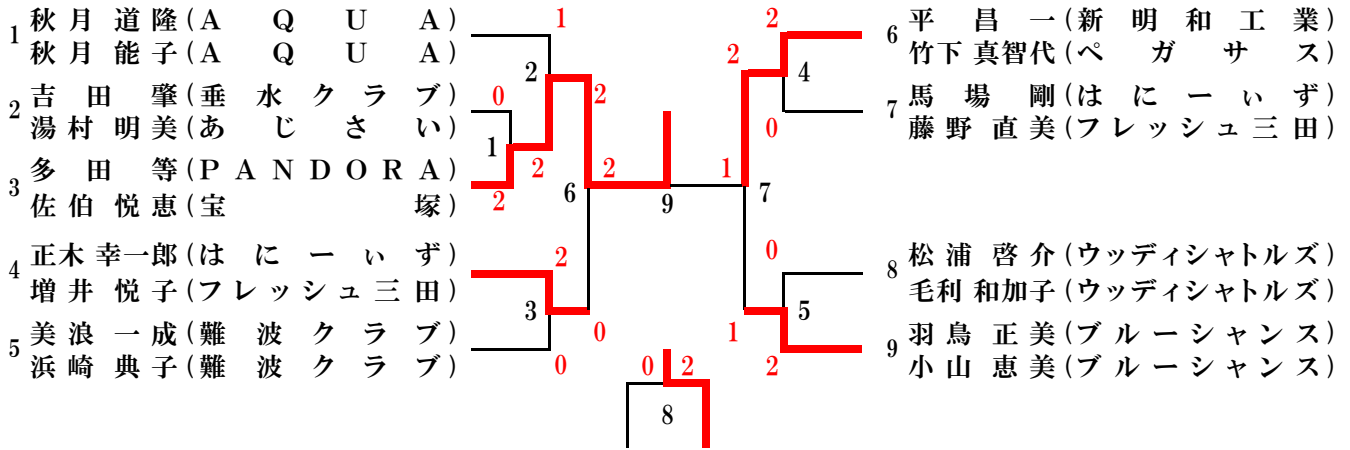 1 秋月道隆(AQUA)
秋月能子(AQUA)
2 吉田肇(垂水クラブ)
湯村明美(あじさい)
3 多田等(PANDORA)
佐伯悦恵(宝塚)
4 正木幸一郎(はにーぃず)
増井悦子(フレッシュ三田)
5 美浪一成(難波クラブ)
浜崎典子(難波クラブ)
1
2
0
2
1
2
2
6
2
9
2
3
0
0
0 2
8
2
2
4
0
1
7
0
5
1
2
6 平昌一(新明和工業)
竹下真智代(ペガサス)
7 馬場剛(はにーぃず)
藤野直美(フレッシュ三田)
8 松浦啓介(ウッディシャトルズ)
毛利和加子(ウッディシャトルズ)
9 羽鳥正美(ブルーシャンス)
小山恵美(ブルーシャンス)